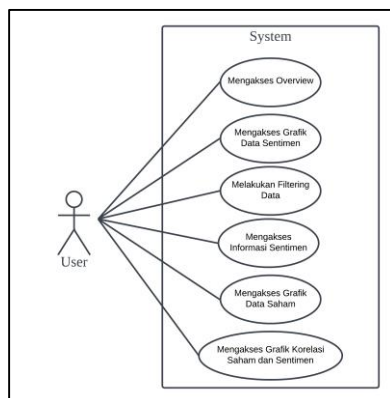 System
Mengakses Overview
Mengakses Grafik
Data Sentimen
Melakukan Filtering
Data
Mengakses
Informasi Sentimen
Mengakses Grafik
Data Saham
Mengakses Grafik Korelasi
Saham dan Sentimen
User